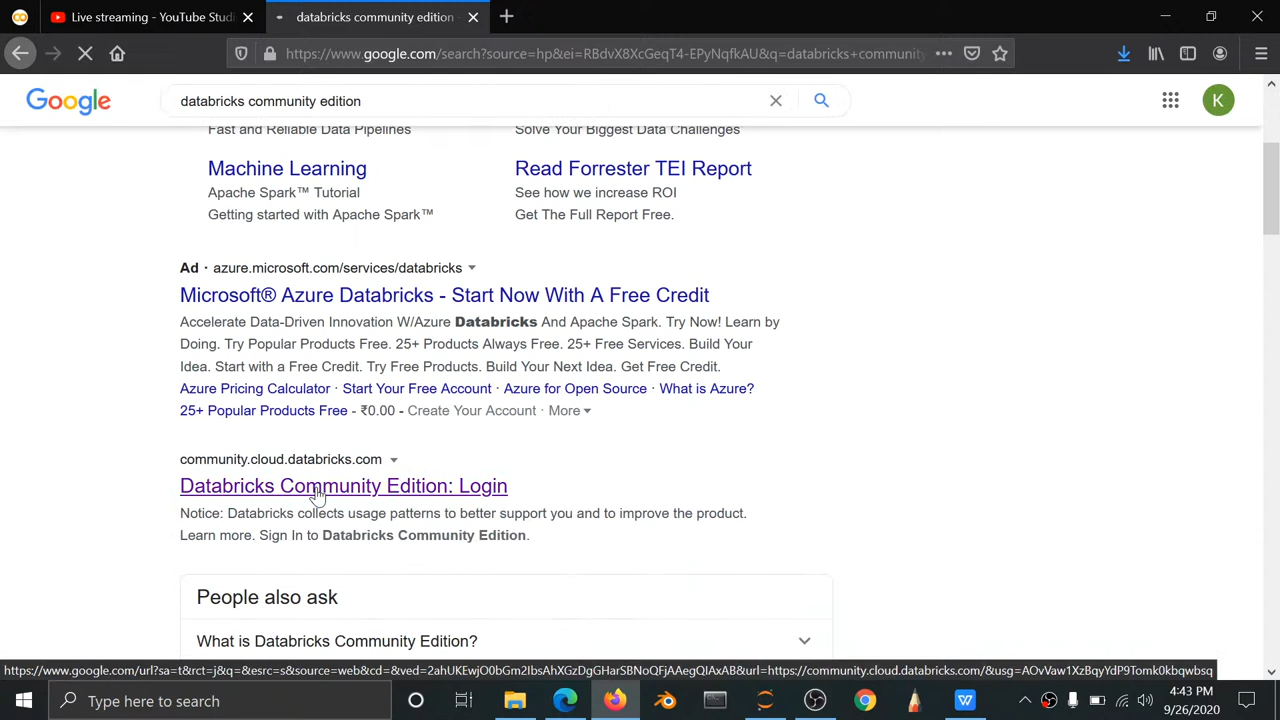 Live streaming - YouTube Studi
databricks community edition -
https://www.google.com/search?source=hp&ei=RBdvX8XcGeqT4-EPyNqfkAU&q=databricks+community
Google
databricks community edition
K
Fast and Reliable Data Pipelines
Solve Your Biggest Data Challenges
Machine Learning
Read Forrester TEI Report
Apache Spark™ Tutorial
See how we increase ROI
Getting started with Apache Spark™
Get The Full Report Free.
Ad · azure.microsoft.com/services/databricks
Microsoft® Azure Databricks - Start Now With A Free Credit
Accelerate Data-Driven Innovation W/Azure Databricks And Apache Spark. Try Now! Learn by
Doing. Try Popular Products Free. 25+ Products Always Free. 25+ Free Services. Build Your
Idea. Start with a Free Credit. Try Free Products. Build Your Next Idea. Get Free Credit.
Azure Pricing Calculator · Start Your Free Account · Azure for Open Source · What is Azure?
25+ Popular Products Free - ₹0.00 - Create Your Account · More
community.cloud.databricks.com
Databricks Community Edition: Login
Notice: Databricks collects usage patterns to better support you and to improve the product.
Learn more. Sign In to Databricks Community Edition.
People also ask
What is Databricks Community Edition?
https://www.google.com/url?sa=t&rct=j&q=&esrc=s&source=web&cd=&ved=2ahUKEwjO0bGm2IbsAhXGzDgGHarSBNoQFjAAegQIAxAB&url=https://community.cloud.databricks.com/&usg=AOvVaw1XzBqyYdP9Tomk0kbqwbsq
Type here to search
4:43 PM
9/26/2020